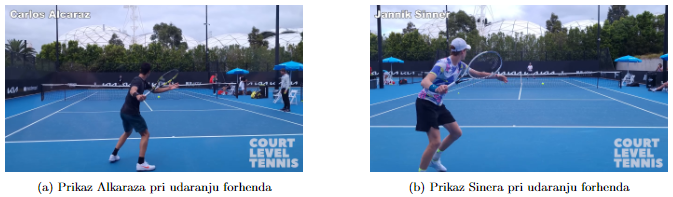 Carlos Alcaraz
COURT
LEVEL
TENNIS
(a) Prikaz Alkaraza pri udaranju forhenda
Jannik Sinner
COURT
LEVEL
TENNIS
(b) Prikaz Sinera pri udaranju forhenda